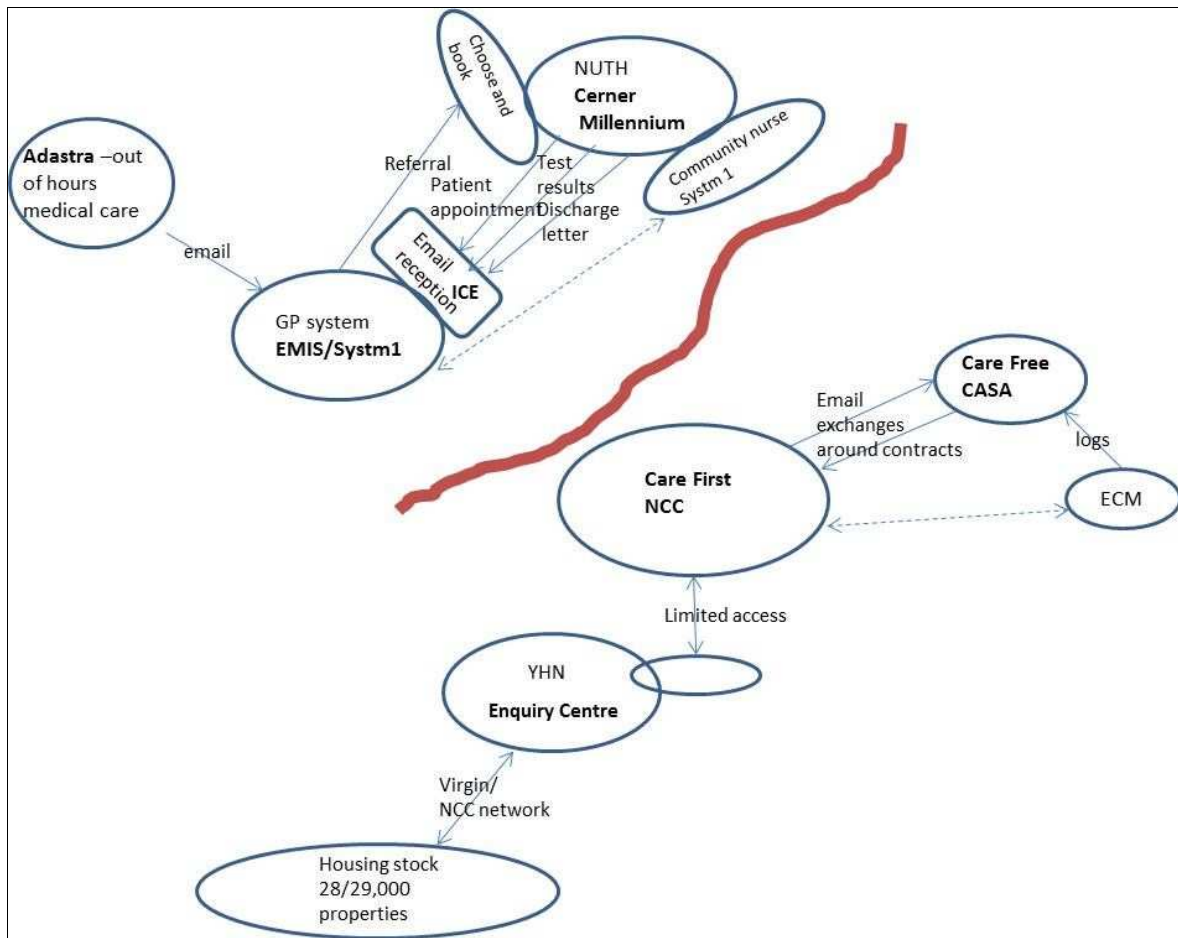 Choose and
book
NUTH
Cerner
Millennium
Community nurse
Systm 1
Adastra –out
of hours
medical care
email
Referral
Patient
appointment
Test
results
Discharge
letter
Email
reception
ICE
GP system
EMIS/Systm1
Care Free
CASA
Email
exchanges
around contracts
logs
ECM
Care First
NCC
Limited access
YHN
Enquiry Centre
Virgin/
NCC network
Housing stock
28/29,000
properties